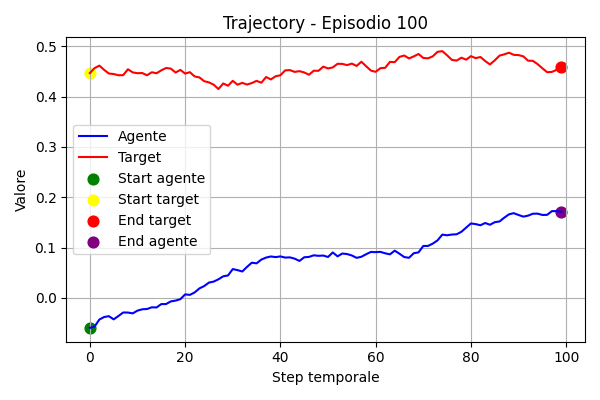 Trajectory - Episodio 100
Valore
0.5
0.4
0.3
0.2
0.1
0.0
Agente
Target
Start agente
Start target
End target
End agente
0 20 40 60 80 100
Step temporale